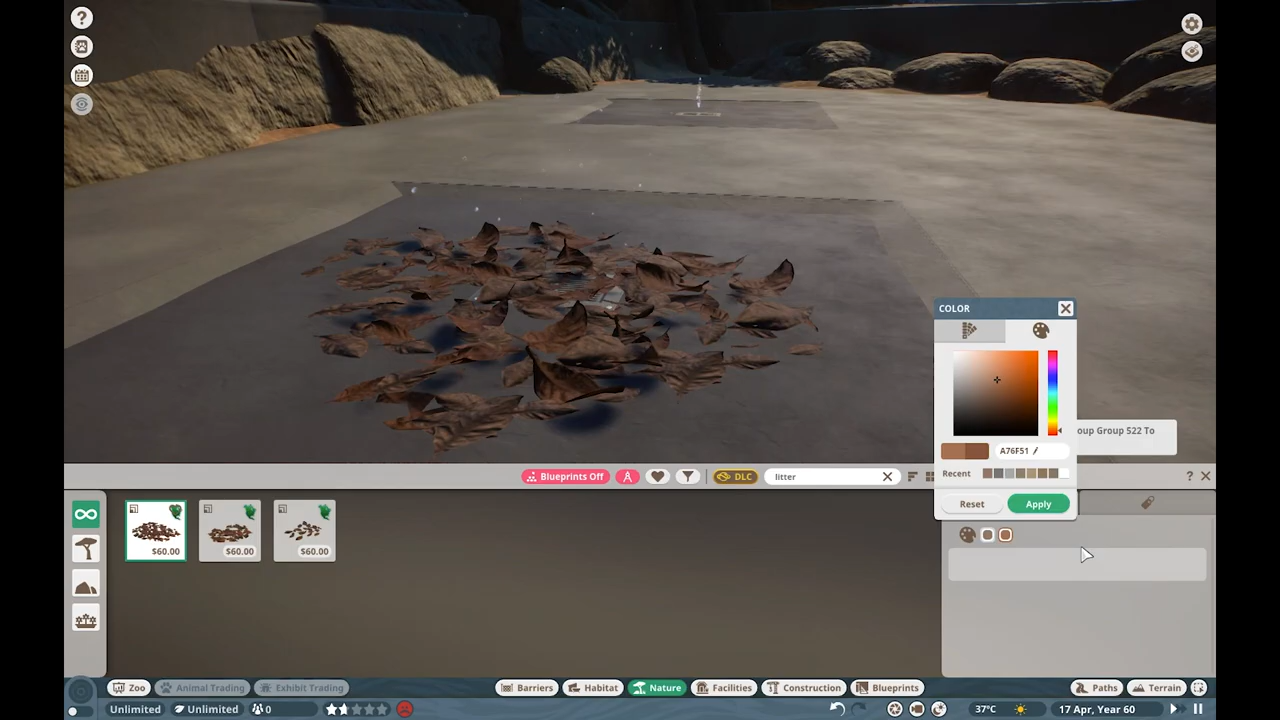 COLOR
A76F51
oup Group 522 To
Recent
Reset Apply
Blueprints Off DLC litter
$60.00 $60.00 $60.00
Zoo Animal Trading Exhibit Trading Barriers Habitat Nature Facilities Construction Blueprints Paths Terrain
Unlimited Unlimited 0 37°C 17 Apr, Year 60